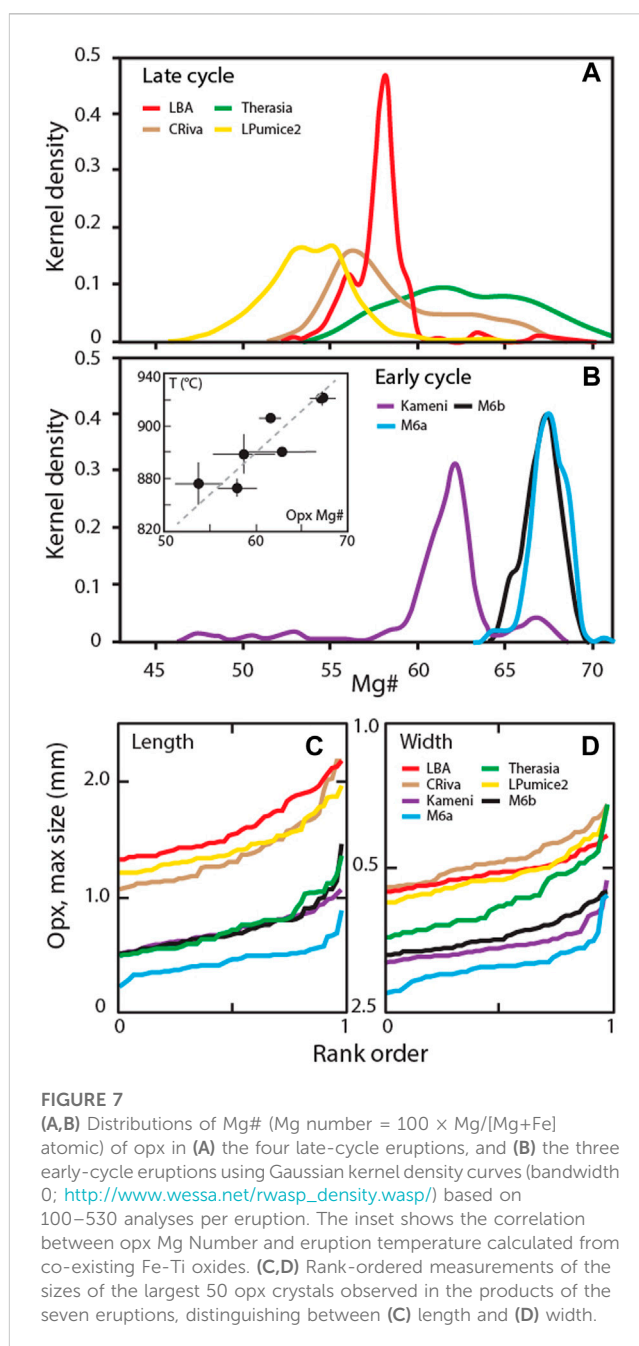 0.5
Late cycle
A
LBA
Therasia
CRiva
LPumice2
0.4
0.3
0.2
0.1
0
Kernel density
0.5
940
T (°C)
Early cycle
B
Kameni
M6b
M6a
0.4
900
0.3
880
0.2
820
50
60
Opx Mg#
70
0.1
0
Kernel density
45
50
55
60
65
70
Mg#
Length
C
2.0
1.0
0
Opx, max size (mm)
0
1
1.0
Width
D
LBA
Therasia
CRiva
LPumice2
Kameni
M6b
M6a
0.5
2.5
0
1
Rank order
FIGURE 7
(A,B) Distributions of Mg# (Mg number = 100 × Mg/[Mg+Fe]
atomic) of opx in (A) the four late-cycle eruptions, and (B) the three
early-cycle eruptions using Gaussian kernel density curves (bandwidth
0; http://www.wessa.net/rwasp_density.wasp/) based on
100–530 analyses per eruption. The inset shows the correlation
between opx Mg Number and eruption temperature calculated from
co-existing Fe-Ti oxides. (C,D) Rank-ordered measurements of the
sizes of the largest 50 opx crystals observed in the products of the
seven eruptions, distinguishing between (C) length and (D) width.